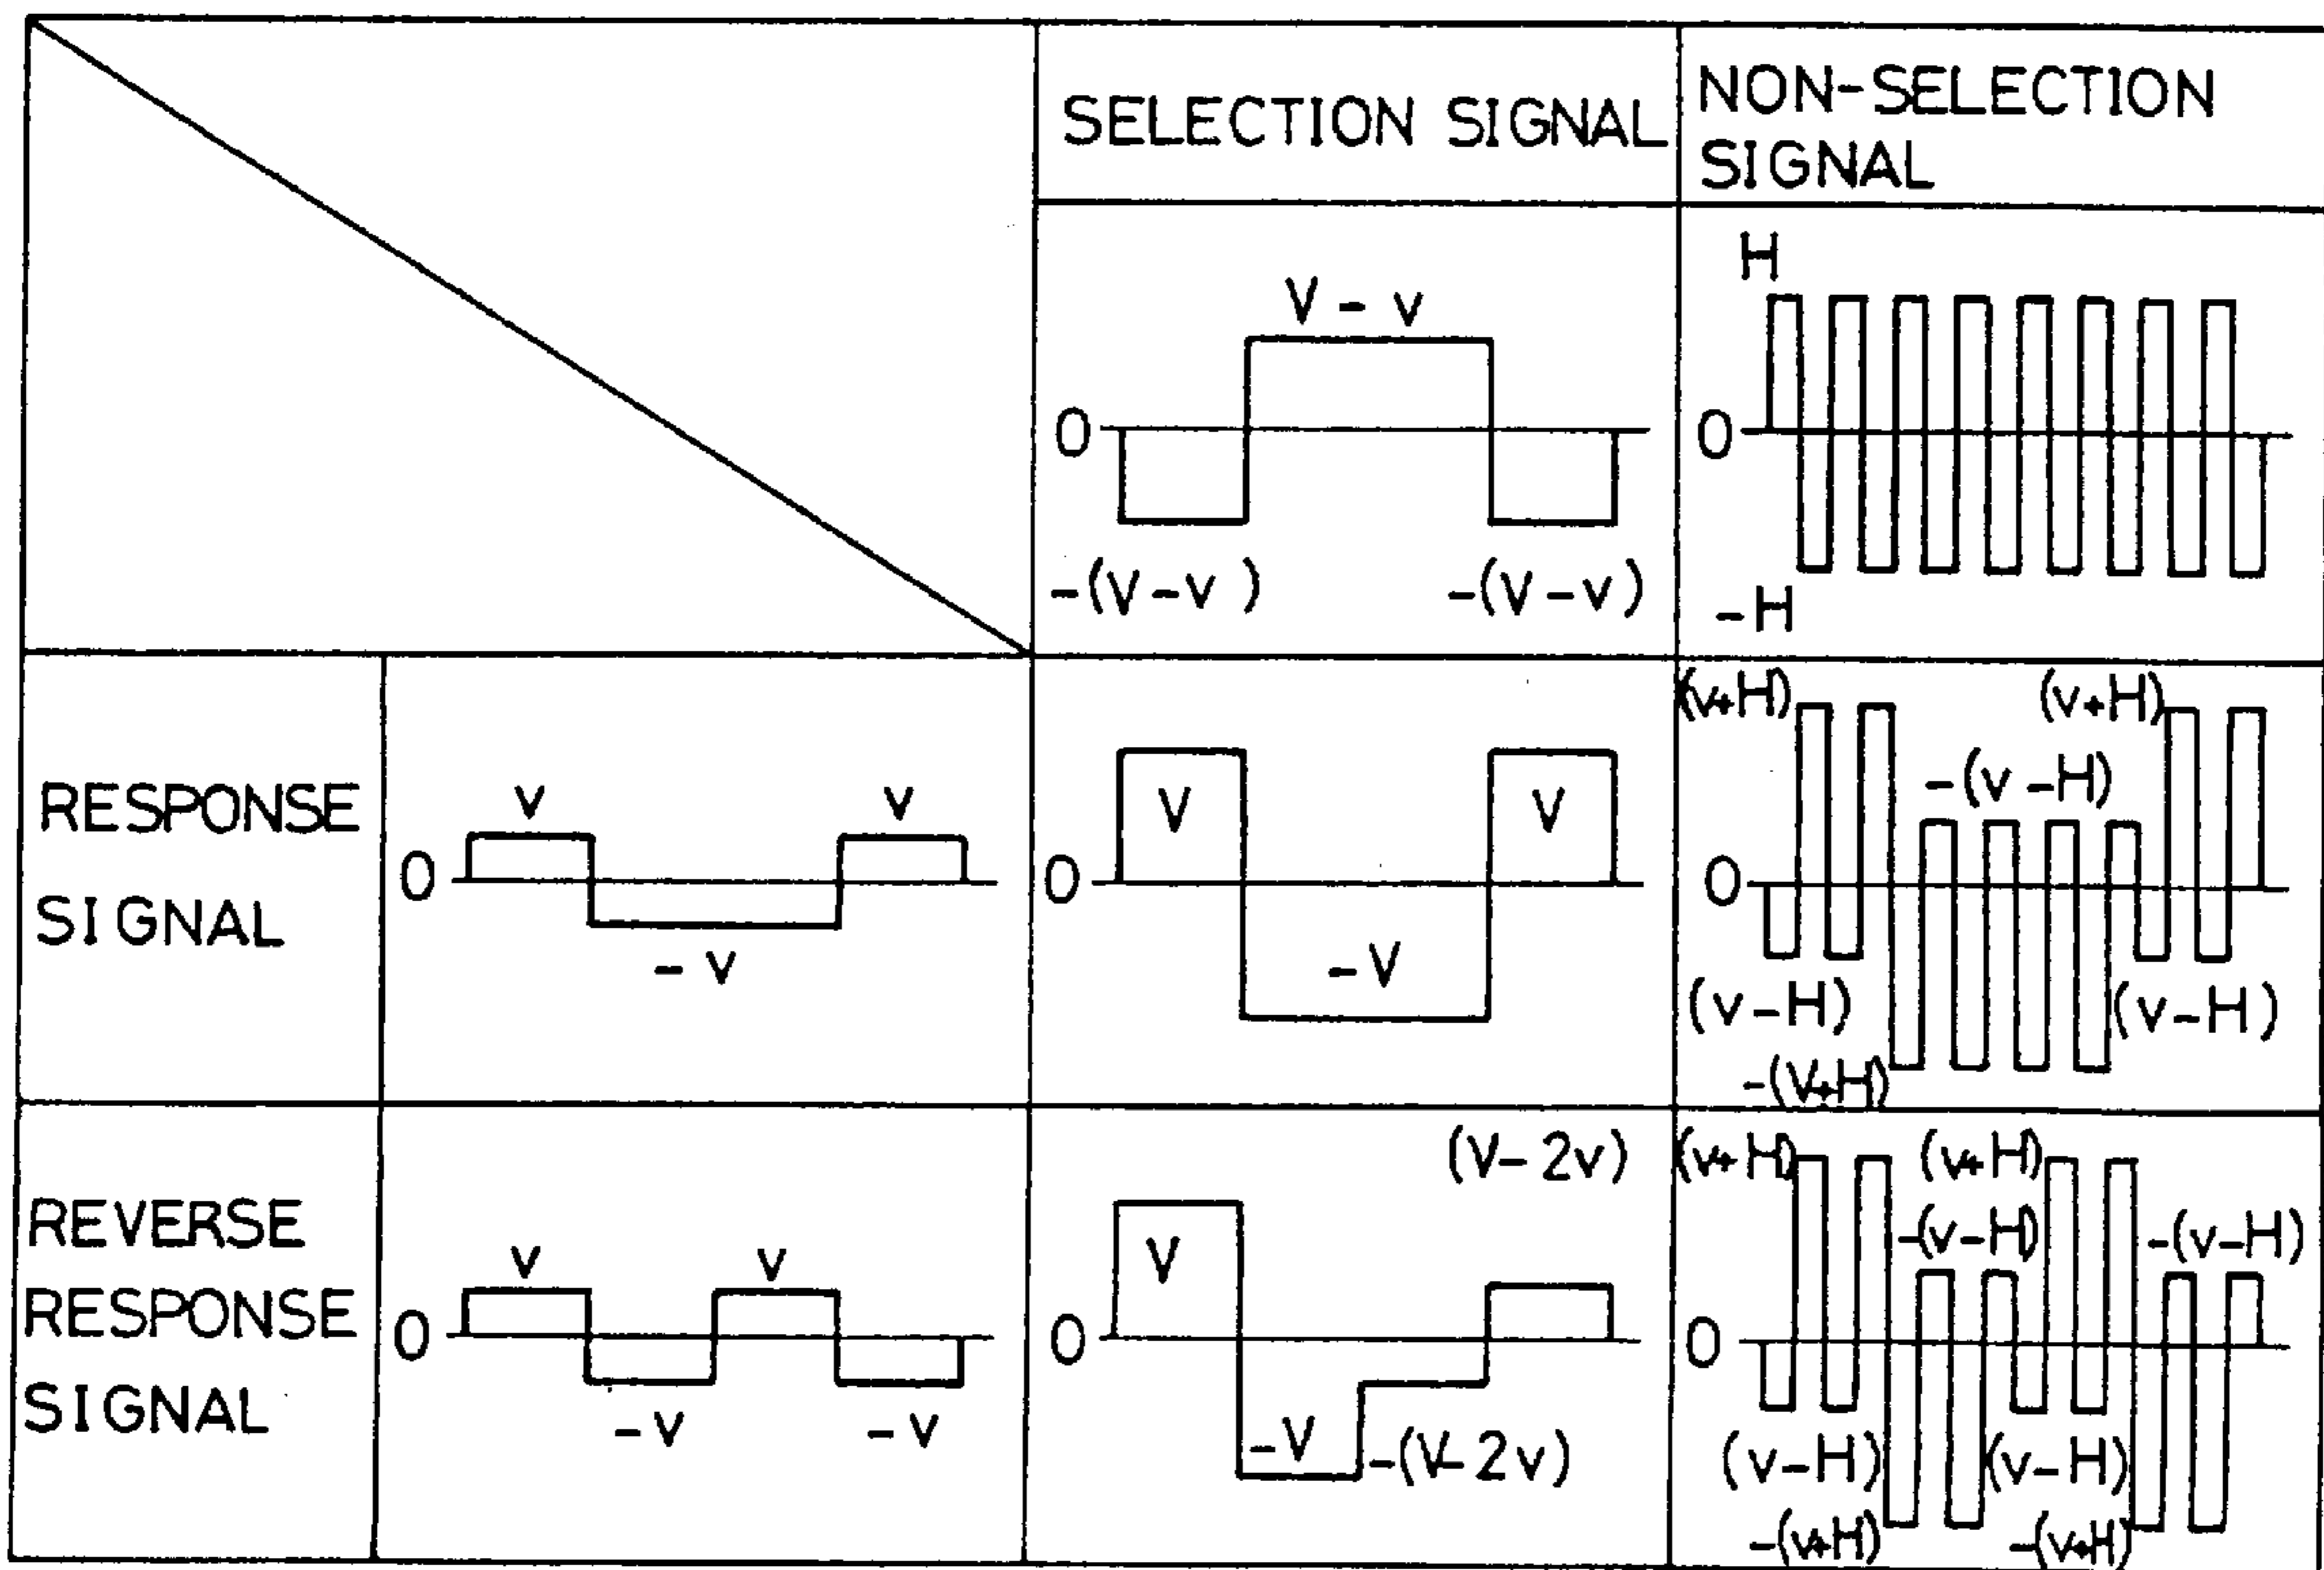 SELECTION SIGNAL
NON-SELECTION
SIGNAL
V - v
0
-(V-v)
-(V-v)
H
0
-H
RESPONSE
SIGNAL
v
v
0
-v
V
V
0
-V
(v+H)
(v+H)
-(v-H)
0
(v-H)
(v-H)
-(V+H)
REVERSE
RESPONSE
SIGNAL
v
v
0
-v
-v
(V-2v)
V
0
-V
-(V-2v)
(v+H)
(v+H)
-(v-H)
-(v-H)
0
(v-H)
(v-H)
-(v+H)
-(v+H)